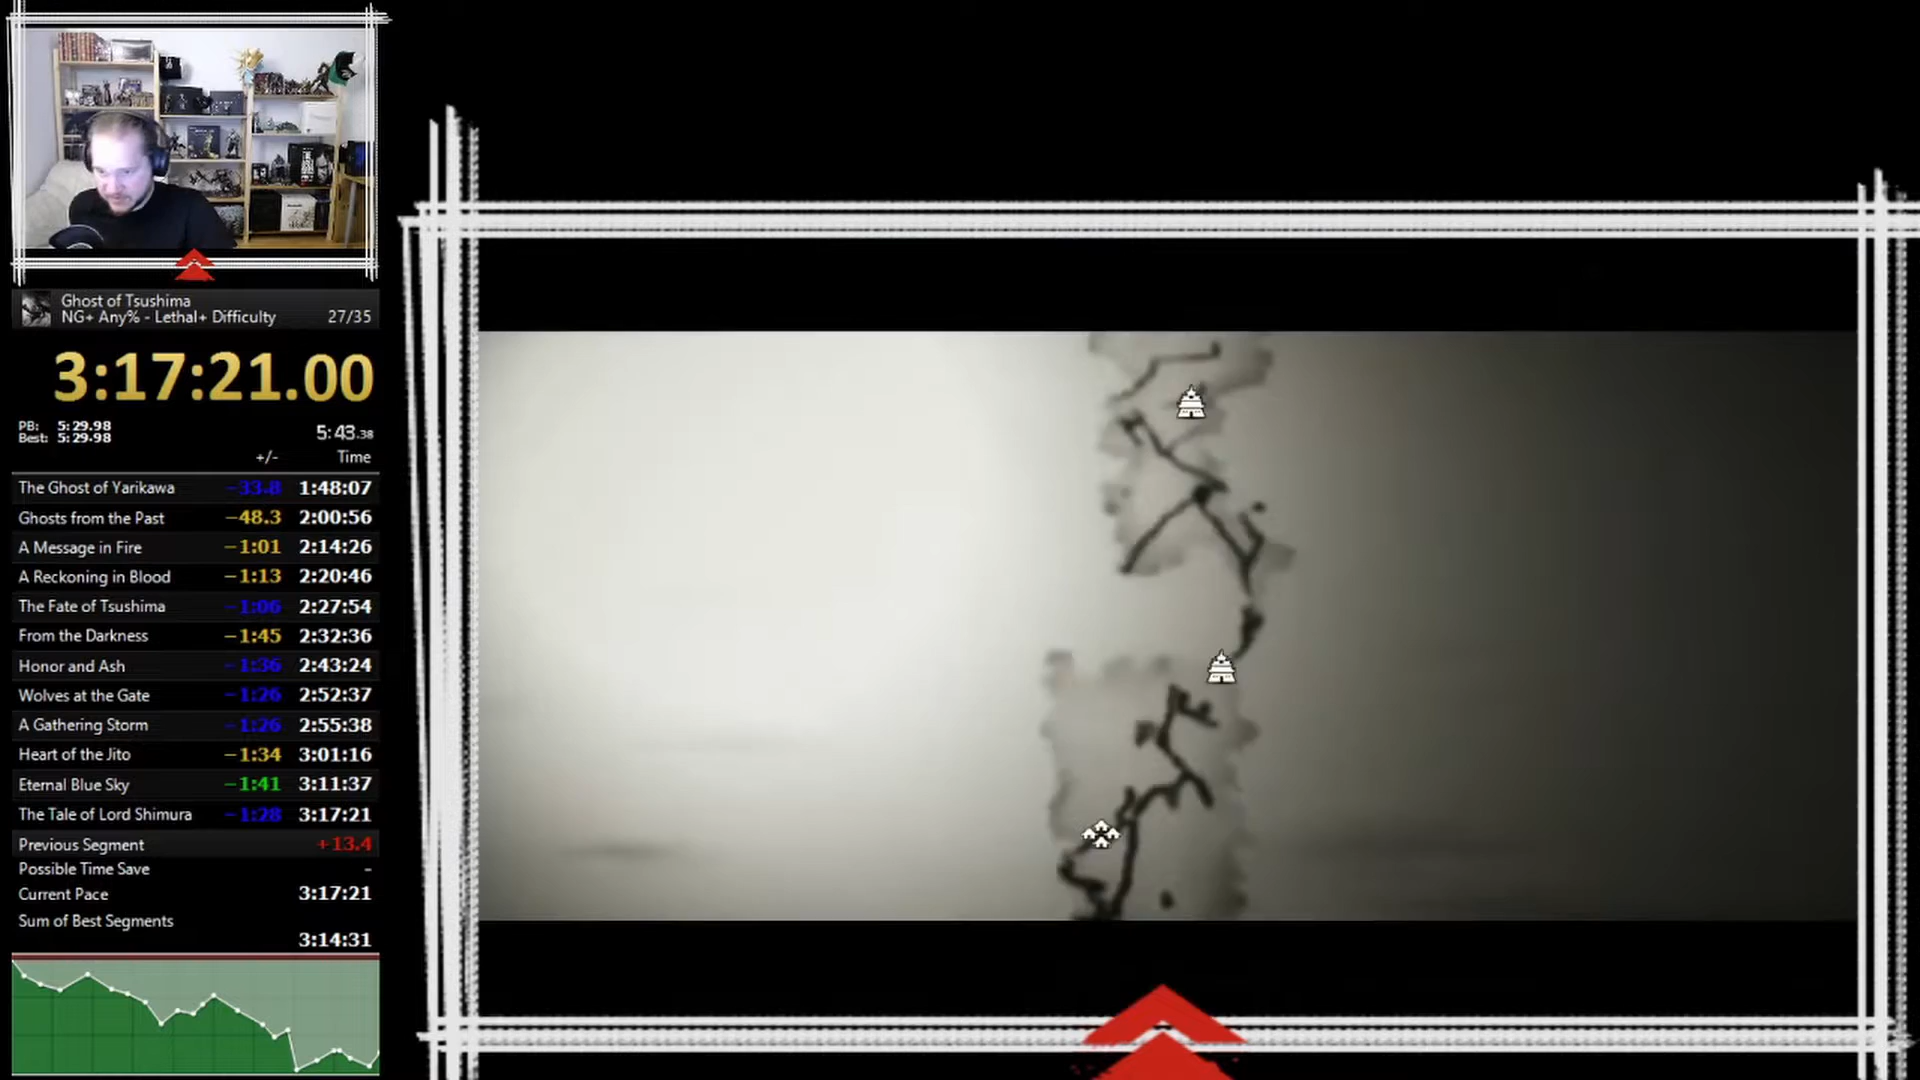 Ghost of Tsushima
NG+ Any% - Lethal+ Difficulty 27/35
3:17:21.00
PB: 5:29.98
Best: 5:29.98
5:43.38
+/- Time
The Ghost of Yarikawa -33.8 1:48:07
Ghosts from the Past -48.3 2:00:56
A Message in Fire -1:01 2:14:26
A Reckoning in Blood -1:13 2:20:46
The Fate of Tsushima -1:06 2:27:54
From the Darkness -1:45 2:32:36
Honor and Ash -1:36 2:43:24
Wolves at the Gate -1:26 2:52:37
A Gathering Storm -1:26 2:55:38
Heart of the Jito -1:34 3:01:16
Eternal Blue Sky -1:41 3:11:37
The Tale of Lord Shimura -1:28 3:17:21
Previous Segment +13.4
Possible Time Save -
Current Pace 3:17:21
Sum of Best Segments
3:14:31